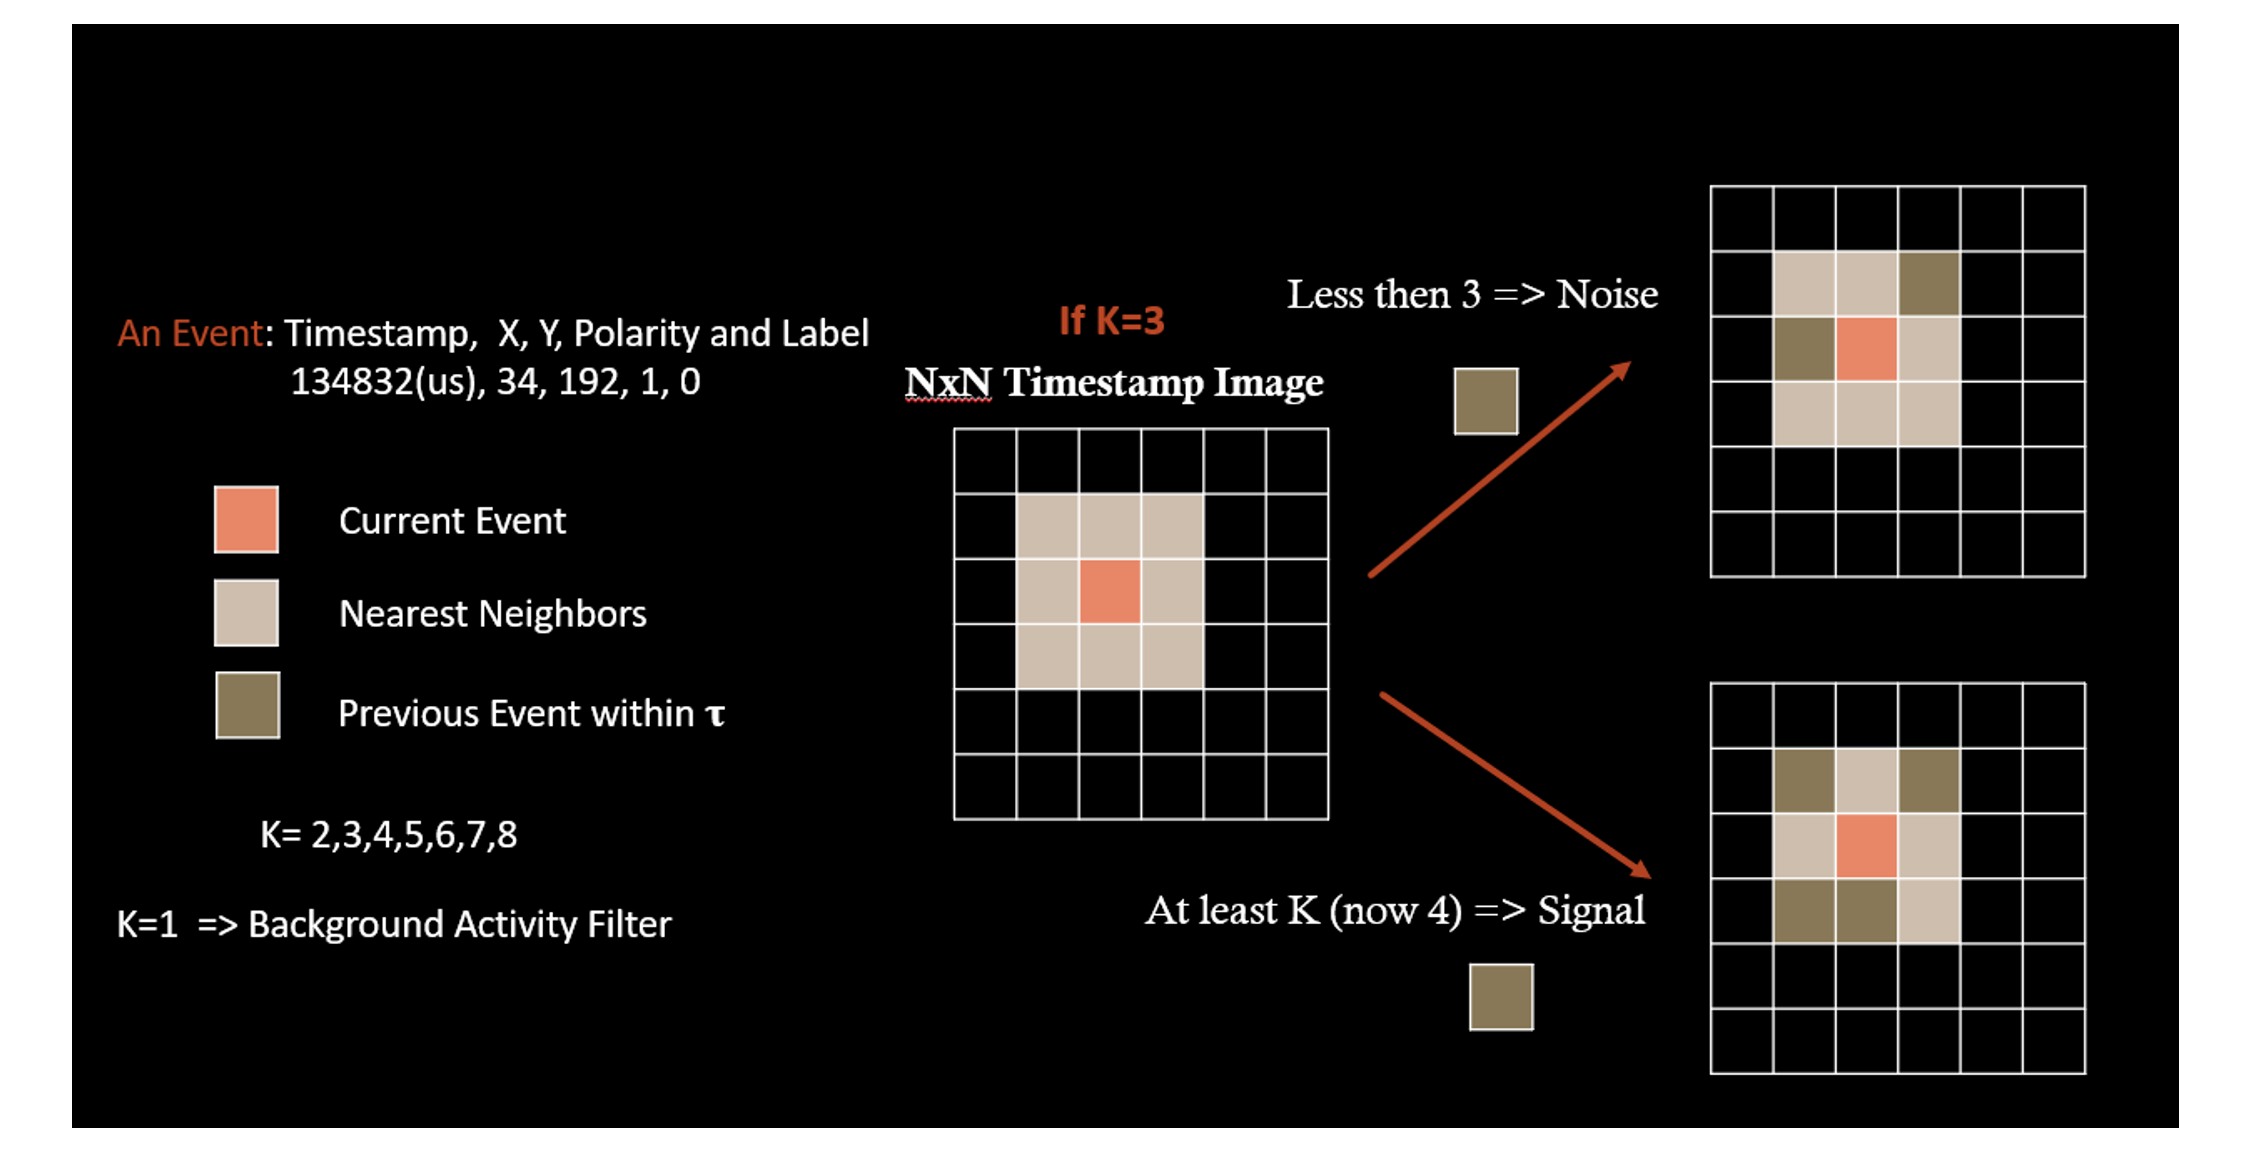 An Event: Timestamp, X, Y, Polarity and Label
134832(us), 34, 192, 1, 0
Current Event
Nearest Neighbors
Previous Event within τ
K= 2,3,4,5,6,7,8
K=1 => Background Activity Filter
If K=3
NxN Timestamp Image
Less then 3 => Noise
At least K (now 4) => Signal